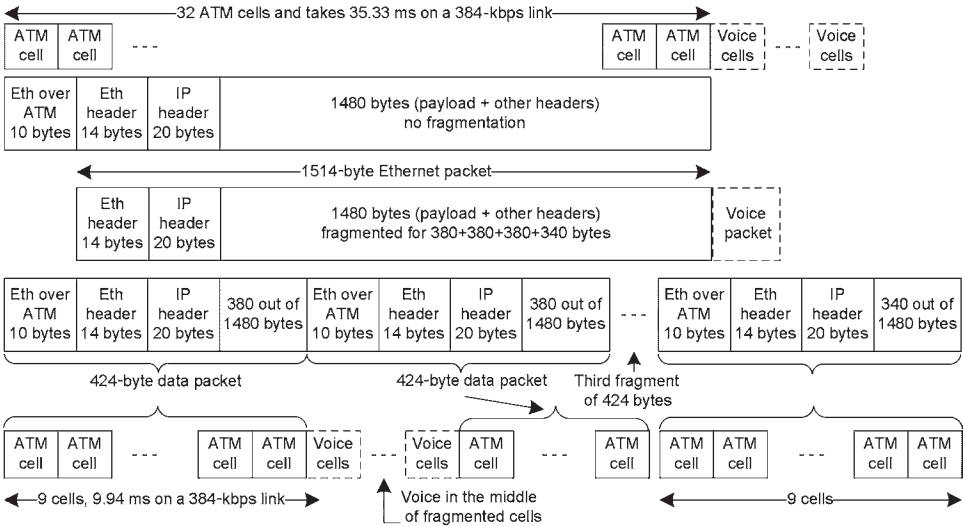 32 ATM cells and takes 35.33 ms on a 384-kbps link
ATM cell
ATM cell
- - -
ATM cell
ATM cell
Voice cells
- - -
Voice cells
Eth over ATM 10 bytes
Eth header 14 bytes
IP header 20 bytes
1480 bytes (payload + other headers)
no fragmentation
1514-byte Ethernet packet
Eth header 14 bytes
IP header 20 bytes
1480 bytes (payload + other headers)
fragmented for 380+380+380+340 bytes
Voice packet
Eth over ATM 10 bytes
Eth header 14 bytes
IP header 20 bytes
380 out of 1480 bytes
Eth over ATM 10 bytes
Eth header 14 bytes
IP header 20 bytes
380 out of 1480 bytes
- - -
Eth over ATM 10 bytes
Eth header 14 bytes
IP header 20 bytes
340 out of 1480 bytes
424-byte data packet
424-byte data packet
Third fragment
of 424 bytes
ATM cell
ATM cell
- - -
ATM cell
ATM cell
Voice cells
- - -
Voice cells
ATM cell
- - -
ATM cell
ATM cell
ATM cell
- - -
ATM cell
ATM cell
9 cells, 9.94 ms on a 384-kbps link
Voice in the middle
of fragmented cells
9 cells